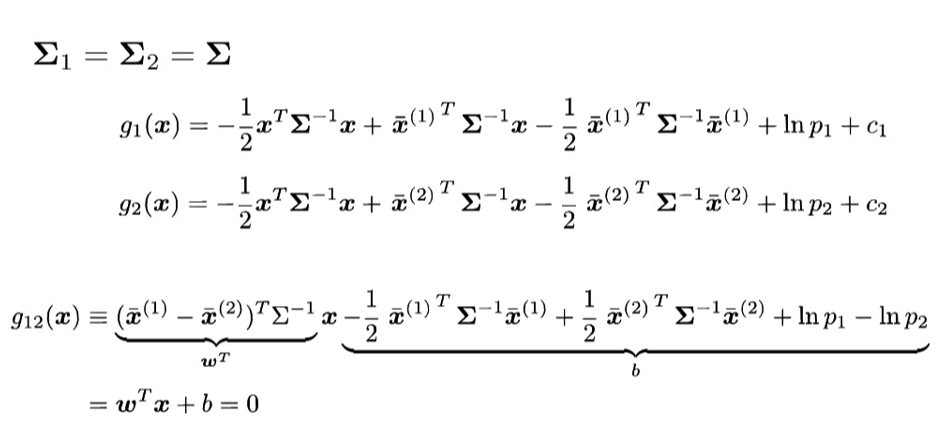 Σ₁ = Σ₂ = Σ
g₁(x) = −1/2 xᵀΣ⁻¹x + x̄⁽¹⁾ᵀ Σ⁻¹x − 1/2 x̄⁽¹⁾ᵀ Σ⁻¹x̄⁽¹⁾ + ln p₁ + c₁
g₂(x) = −1/2 xᵀΣ⁻¹x + x̄⁽²⁾ᵀ Σ⁻¹x − 1/2 x̄⁽²⁾ᵀ Σ⁻¹x̄⁽²⁾ + ln p₂ + c₂
g₁₂(x) ≡ (x̄⁽¹⁾ − x̄⁽²⁾)ᵀΣ⁻¹ x −1/2 x̄⁽¹⁾ᵀ Σ⁻¹x̄⁽¹⁾ + 1/2 x̄⁽²⁾ᵀ Σ⁻¹x̄⁽²⁾ + ln p₁ − ln p₂
wᵀ b
= wᵀx + b = 0